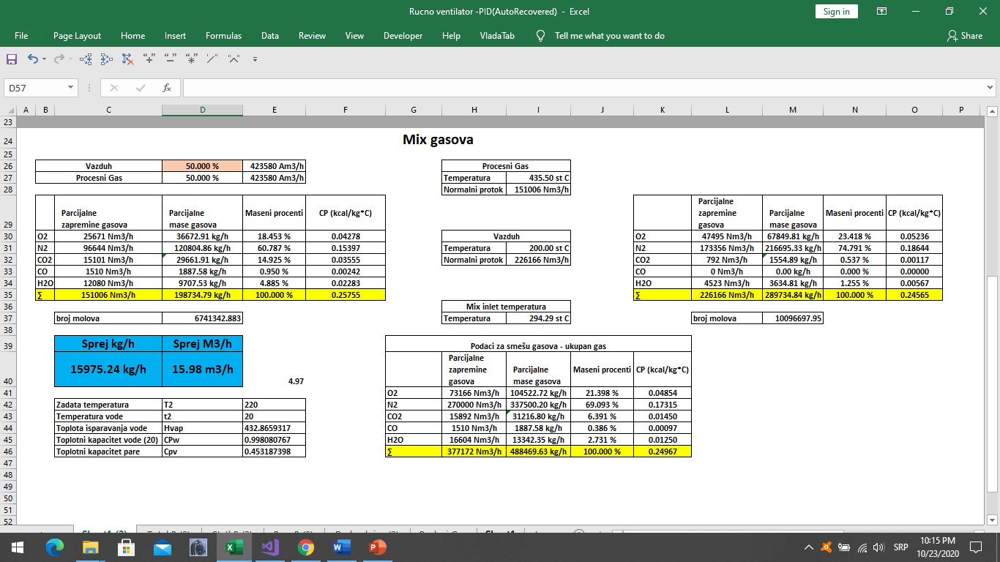 Rucno ventilator -PID(AutoRecovered) - Excel
Sign in
File Page Layout Home Insert Formulas Data Review View Developer Help VladaTab Tell me what you want to do Share
D57
fx
A B C D E F G H I J K L M N O P
23
24 Mix gasova
25
26 Vazduh 50.000 % 423580 Am3/h Procesni Gas
27 Procesni Gas 50.000 % 423580 Am3/h Temperatura 435.50 st C
28 Normalni protok 151006 Nm3/h
Parcijalne
zapremine
29 Parcijalne zapremine gasova Parcijalne mase gasova Maseni procenti CP (kcal/kg*C) gasova Parcijalne mase gasova Maseni procenti CP (kcal/kg*C)
30 O2 25671 Nm3/h 36672.91 kg/h 18.453 % 0.04278 Vazduh O2 47495 Nm3/h 67849.81 kg/h 23.418 % 0.05236
31 N2 96644 Nm3/h 120804.86 kg/h 60.787 % 0.15397 Temperatura 200.00 st C N2 173356 Nm3/h 216695.33 kg/h 74.791 % 0.18644
32 CO2 15101 Nm3/h 29661.91 kg/h 14.925 % 0.03555 Normalni protok 226166 Nm3/h CO2 792 Nm3/h 1554.89 kg/h 0.537 % 0.00117
33 CO 1510 Nm3/h 1887.58 kg/h 0.950 % 0.00242 CO 0 Nm3/h 0.00 kg/h 0.000 % 0.00000
34 H2O 12080 Nm3/h 9707.53 kg/h 4.885 % 0.02283 H2O 4523 Nm3/h 3634.81 kg/h 1.255 % 0.00567
35 ∑ 151006 Nm3/h 198734.79 kg/h 100.000 % 0.25755 ∑ 226166 Nm3/h 289734.84 kg/h 100.000 % 0.24565
36 Mix inlet temperatura
37 broj molova 6741342.883 Temperatura 294.29 st C broj molova 10096697.95
38
39 Sprej kg/h Sprej M3/h Podaci za smešu gasova - ukupan gas
Parcijalne
zapremine
40 15975.24 kg/h 15.98 m3/h 4.97 gasova Parcijalne mase gasova Maseni procenti CP (kcal/kg*C)
41 O2 73166 Nm3/h 104522.72 kg/h 21.398 % 0.04854
42 Zadata temperatura T2 220 N2 270000 Nm3/h 337500.20 kg/h 69.093 % 0.17315
43 Temperatura vode t2 20 CO2 15892 Nm3/h 31216.80 kg/h 6.391 % 0.01450
44 Toplota isparavanja vode Hvap 432.8659317 CO 1510 Nm3/h 1887.58 kg/h 0.386 % 0.00097
45 Toplotni kapacitet vode (20) CPw 0.998080767 H2O 16604 Nm3/h 13342.35 kg/h 2.731 % 0.01250
46 Toplotni kapacitet pare Cpv 0.453187398 ∑ 377172 Nm3/h 488469.63 kg/h 100.000 % 0.24967
47
48
49
50
51
52
SRP
10:15 PM
10/23/2020